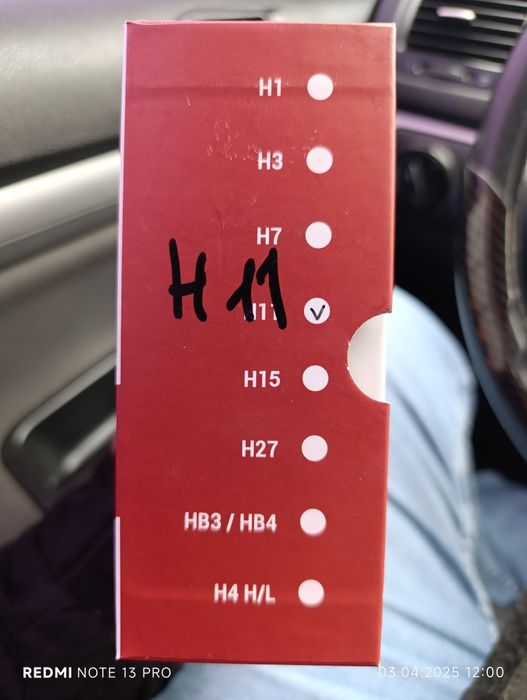 H1
H3
H7
H 11
H11 V
H15
H27
HB3 / HB4
H4 H/L
REDMI NOTE 13 PRO
03.04.2025 12:00